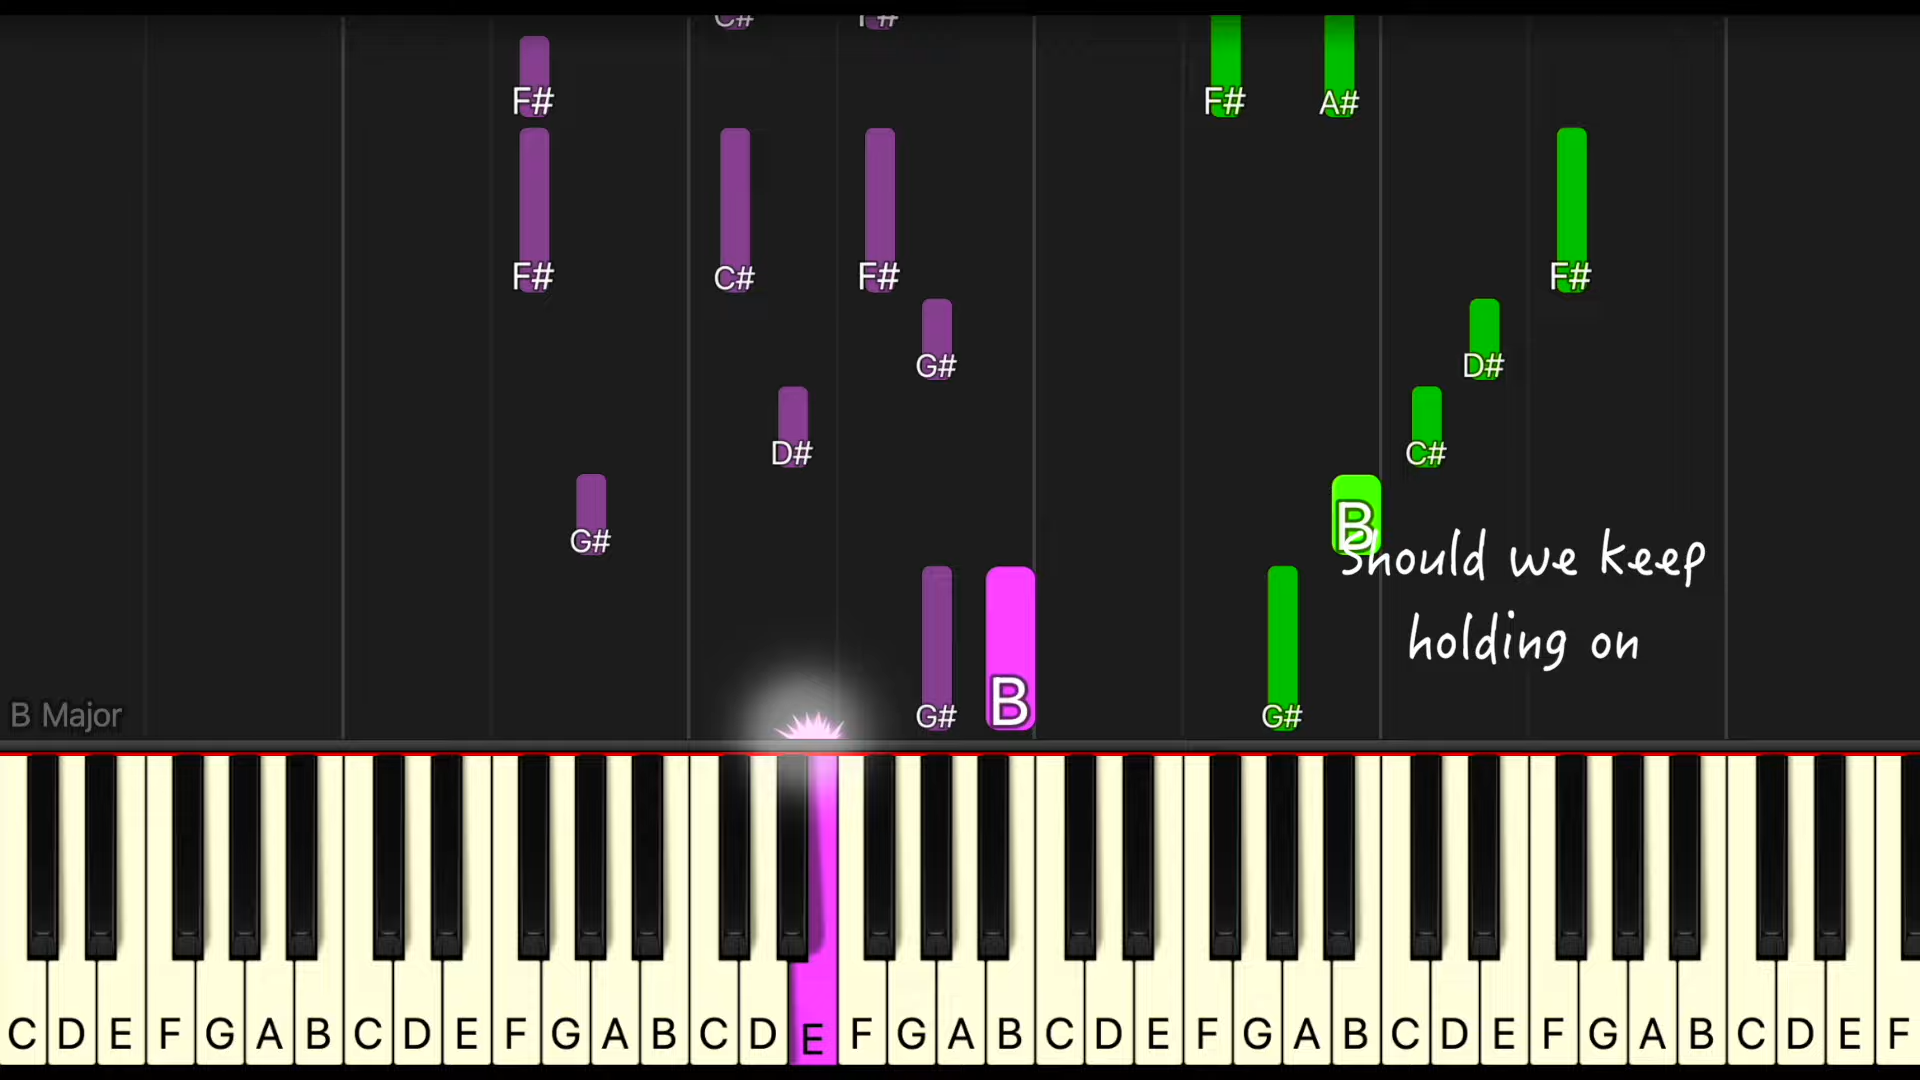 C# F#
F# F# A#
F# C# F# F#
G# D#
D# C#
G# B
Should we keep
holding on
B Major G# B G#
C D E F G A B C D E F G A B C D E F G A B C D E F G A B C D E F G A B C D E F